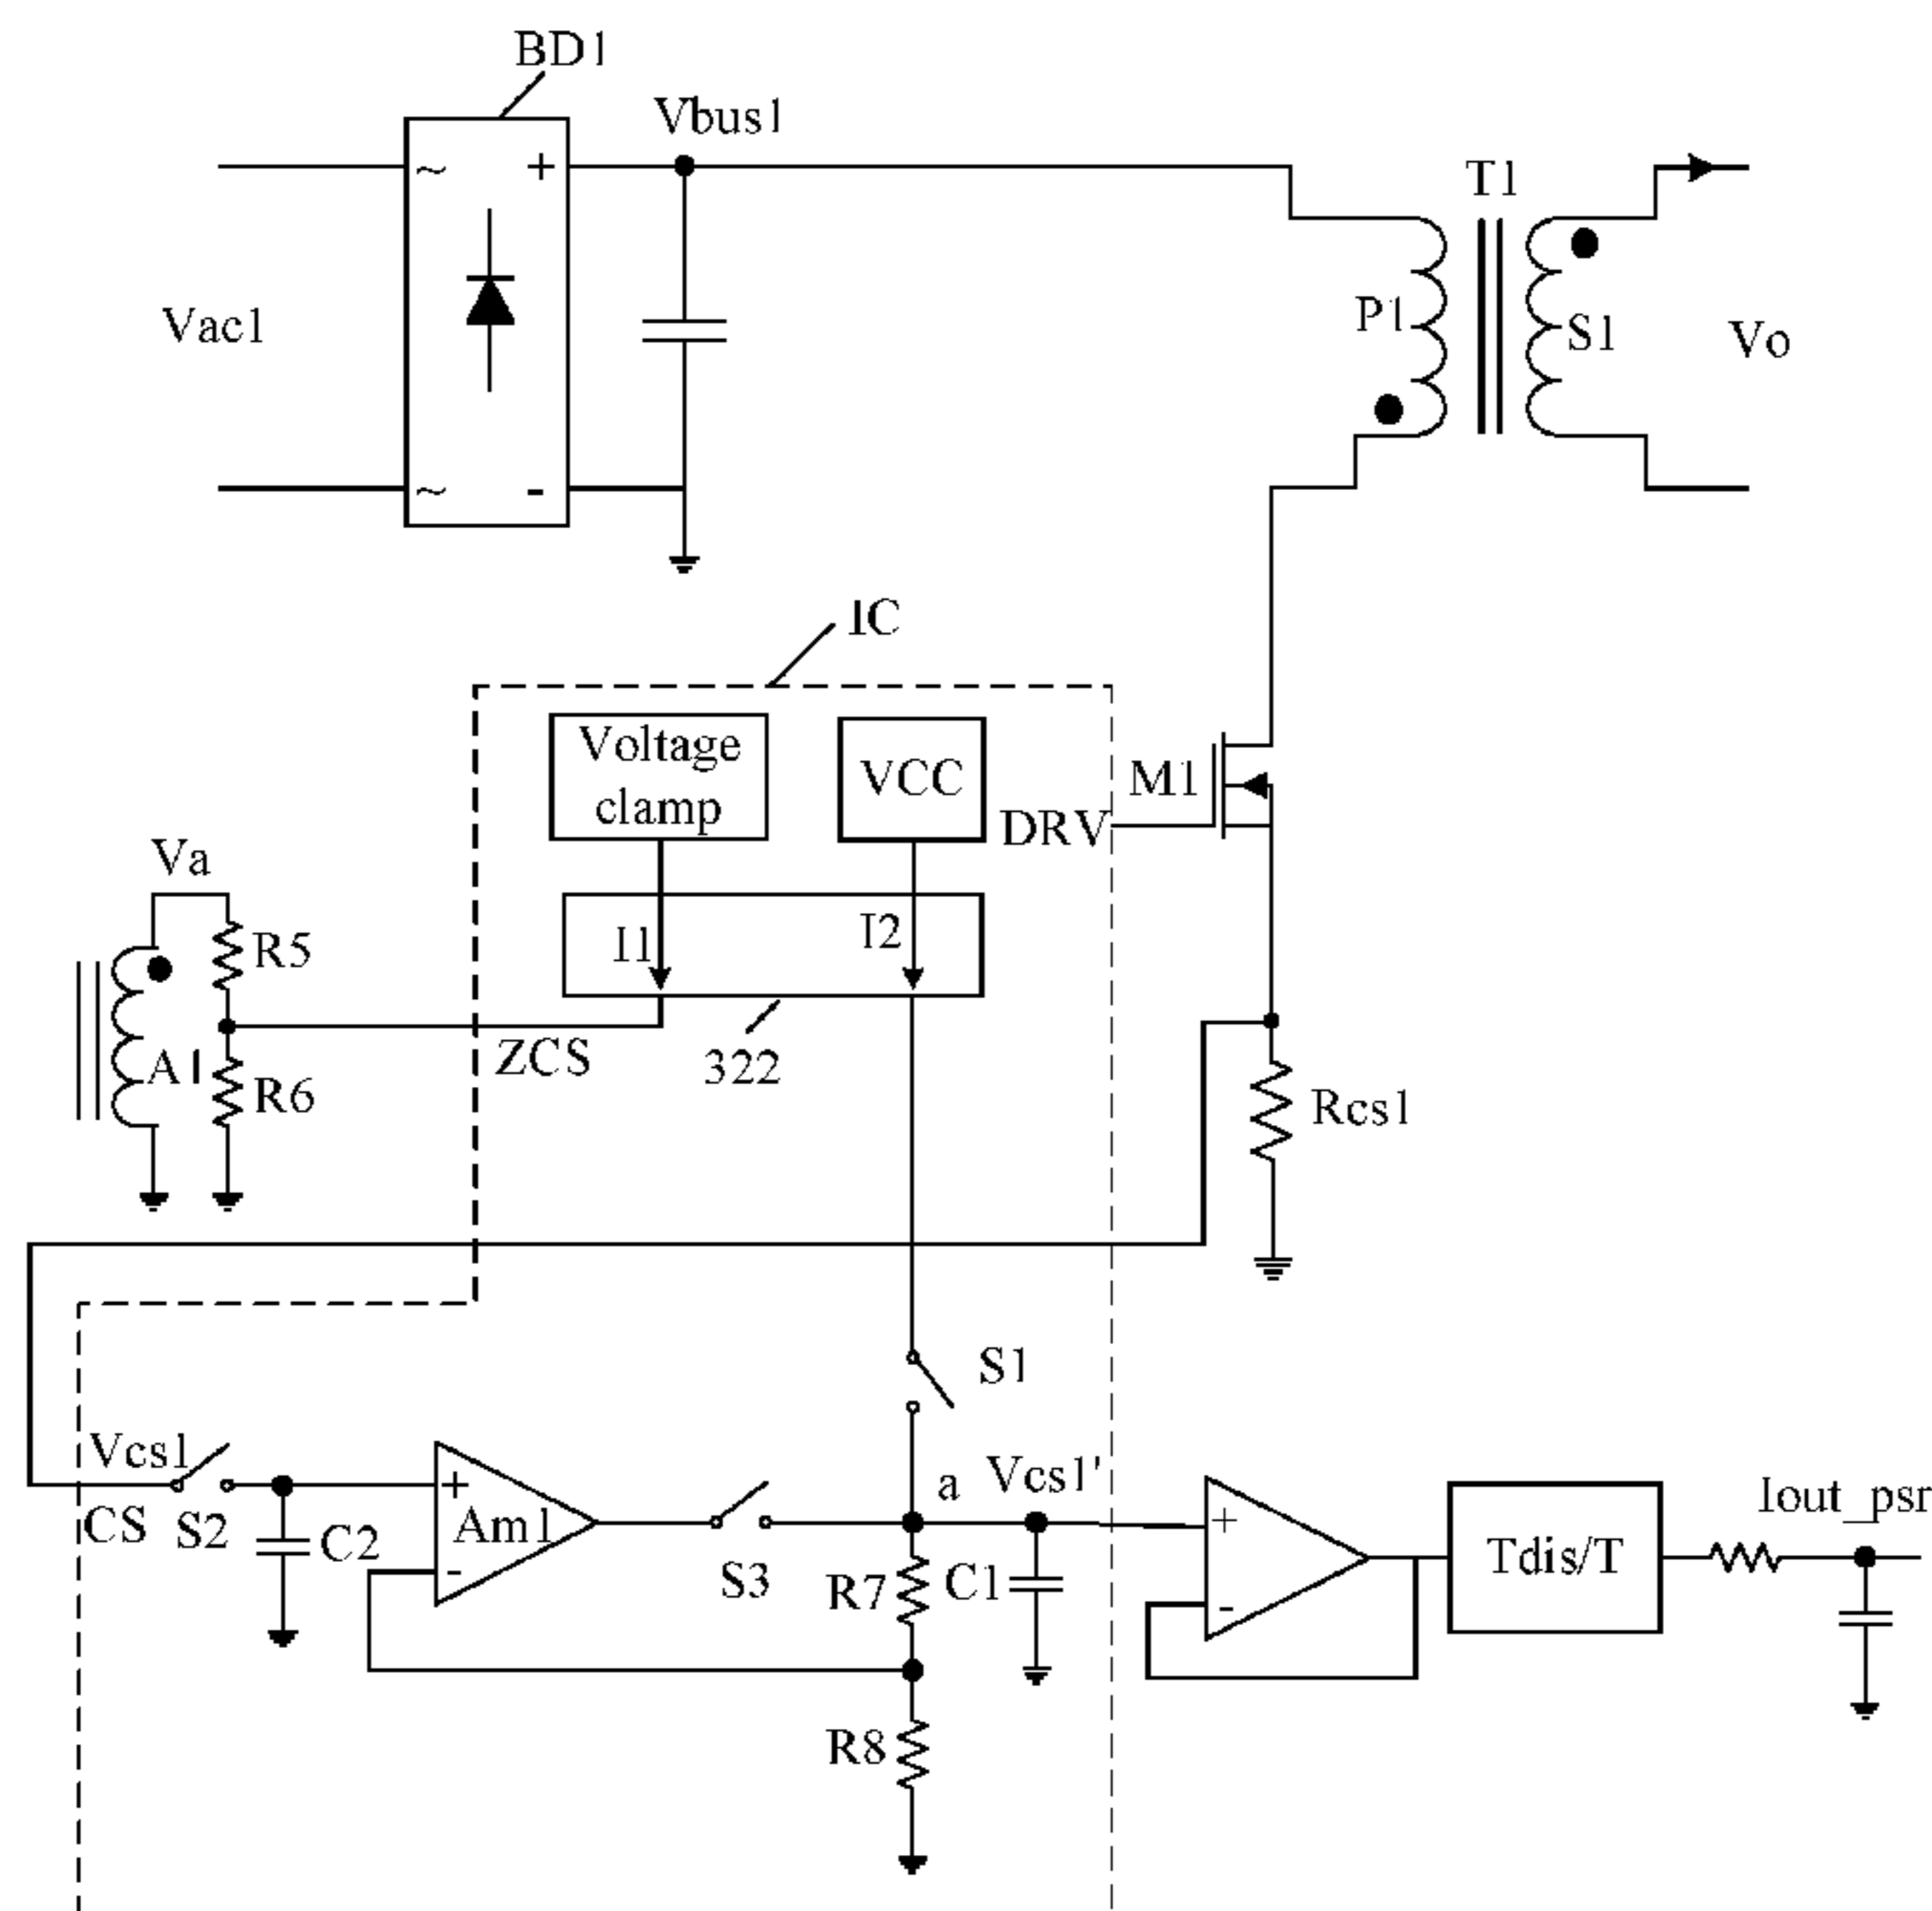 BD1
Vbus1
~ +
T1
Vac1
P1
S1
Vo
~ -
IC
Voltage
clamp
VCC
M1
DRV
Va
R5
I1
I2
A1
R6
ZCS
322
Rcs1
S1
Vcs1
CS
S2
C2
+
Am1
-
S3
a
Vcs1'
R7
C1
+
-
Tdis/T
Iout_psr
R8